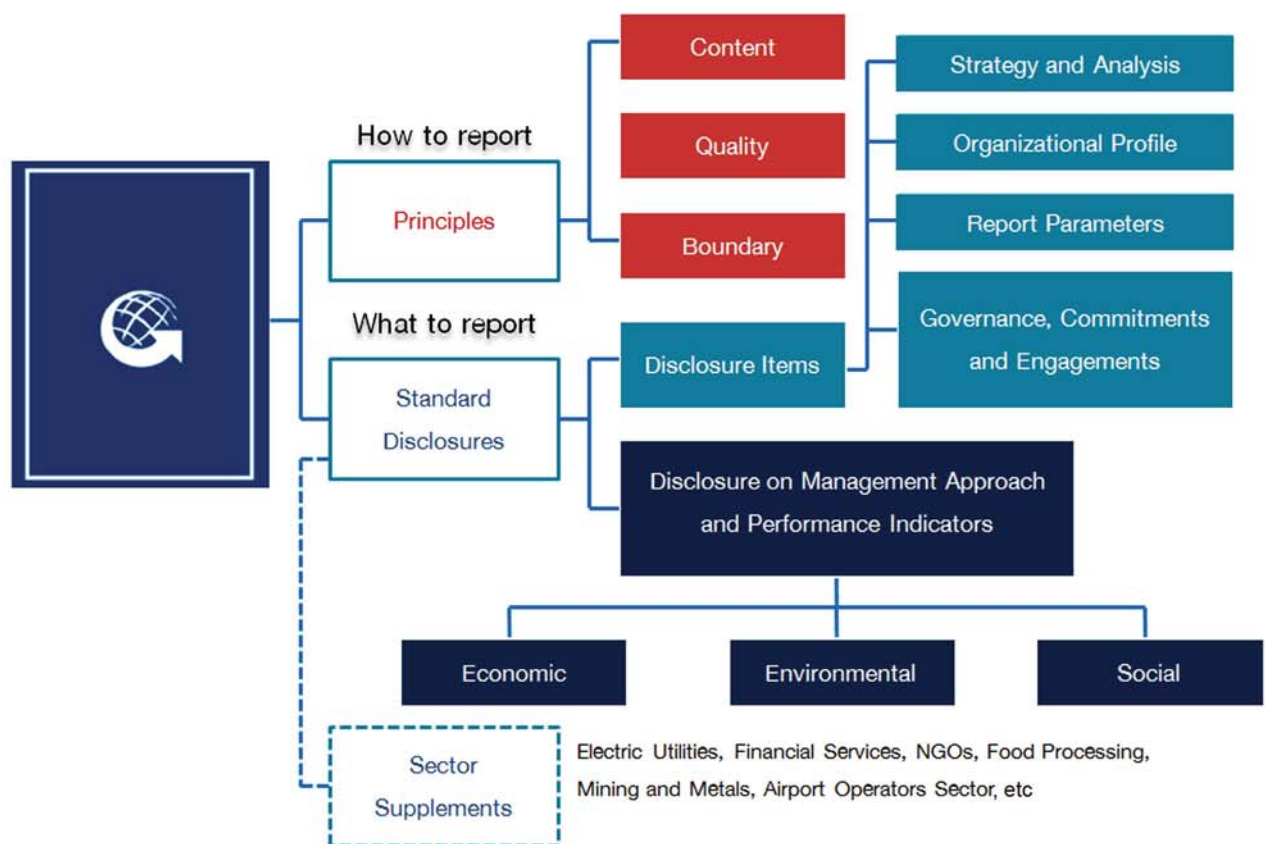 How to report
Principles
Content
Quality
Boundary
What to report
Standard
Disclosures
Disclosure Items
Strategy and Analysis
Organizational Profile
Report Parameters
Governance, Commitments
and Engagements
Disclosure on Management Approach
and Performance Indicators
Economic
Environmental
Social
Sector
Supplements
Electric Utilities, Financial Services, NGOs, Food Processing,
Mining and Metals, Airport Operators Sector, etc